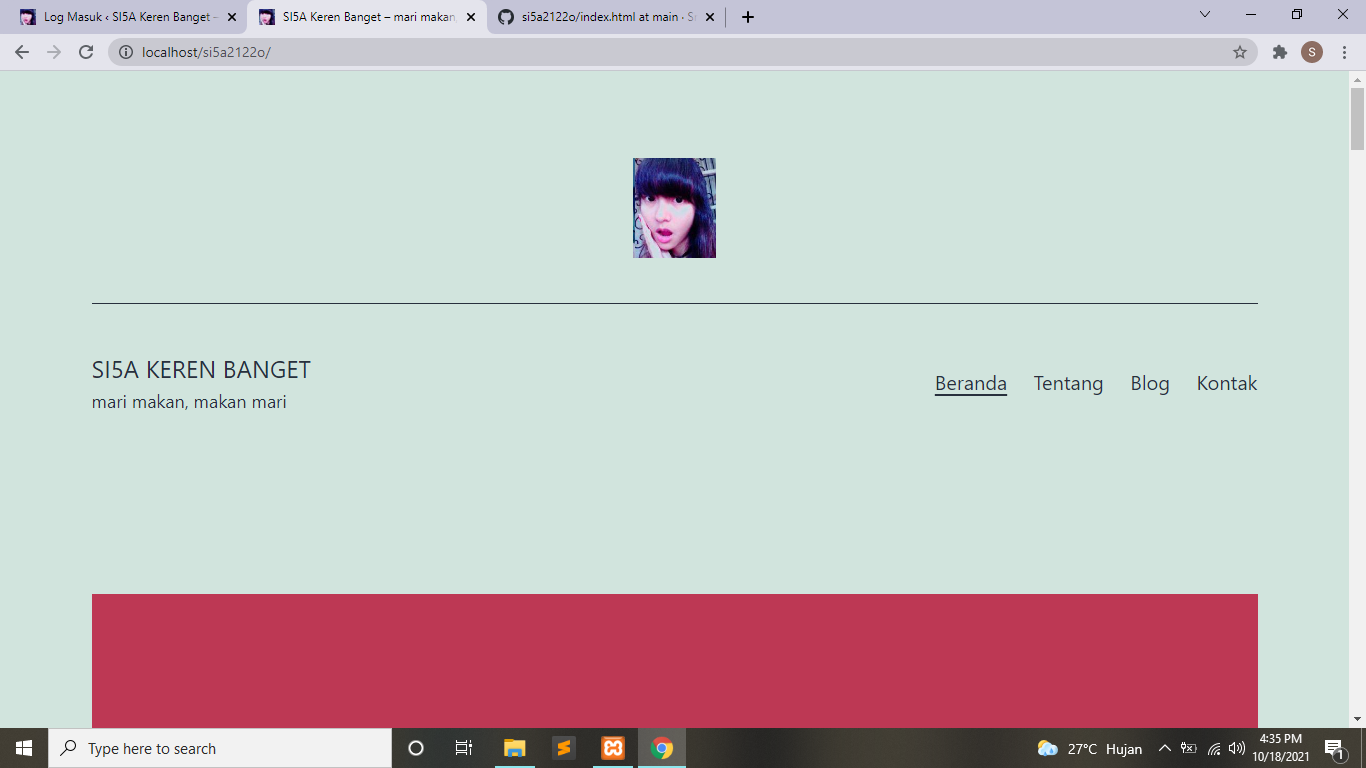 Log Masuk ‹ SI5A Keren Banget –
SI5A Keren Banget – mari makan,
si5a2122o/index.html at main · S
localhost/si5a2122o/
S
SI5A KEREN BANGET
mari makan, makan mari
Beranda
Tentang
Blog
Kontak
Type here to search
27°C Hujan
4:35 PM
10/18/2021
1